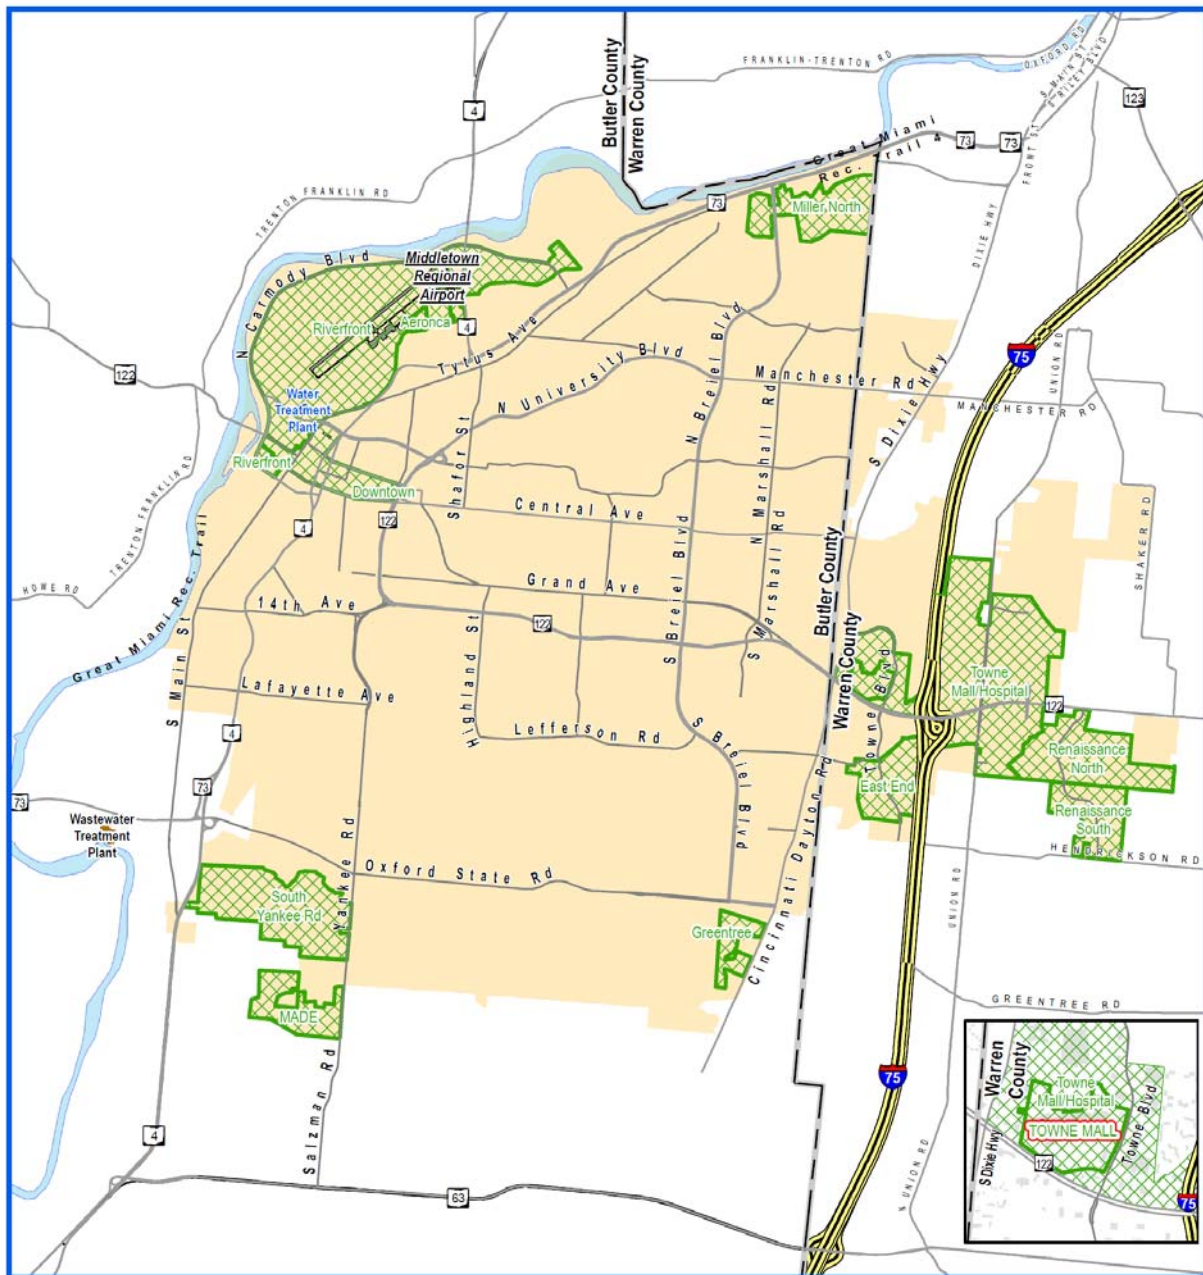 OXFORD RD
S MAIN ST
S RILEY BLVD
FRANKLIN-TRENTON RD
123
4
Butler County
Warren County
Great Miami
Rec. Trail 4
73
73
FRONT ST
TRENTON FRANKLIN RD
73
Miller North
DIXIE HWY
N Carmody Blvd
Middletown
Regional
Airport
Riverfront
Aeronca
4
Tytus Ave
N Breiel Blvd
UNION RD
75
122
N University Blvd
Manchester Rd
MANCHESTER RD
Water
Treatment
Plant
Shafor St
N Marshall Rd
S Dixie Hwy
Riverfront
Downtown
TRENTON FRANKLIN RD
122
Central Ave
4
SHAKER RD
HOWE RD
Great Miami Rec. Trail
Grand Ave
14th Ave
122
S Breiel Blvd
S Marshall Rd
Butler County
Warren County
Highland St
S Main St
Lafayette Ave
Towne Blvd
Towne
Mall/Hospital
122
4
Lefferson Rd
S Breiel Blvd
Renaissance
North
East End
73
73
Renaissance
South
Wastewater
Treatment
Plant
HENDRICKSON RD
Yankee Rd
Oxford State Rd
Cincinnati Dayton Rd
UNION RD
South
Yankee Rd
Greentree
MADE
GREENTREE RD
Salzman Rd
75
4
63
N UNION RD
Warren
County
Towne
Mall/Hospital
TOWNE MALL
Towne Blvd
S Dixie Hwy
122
75